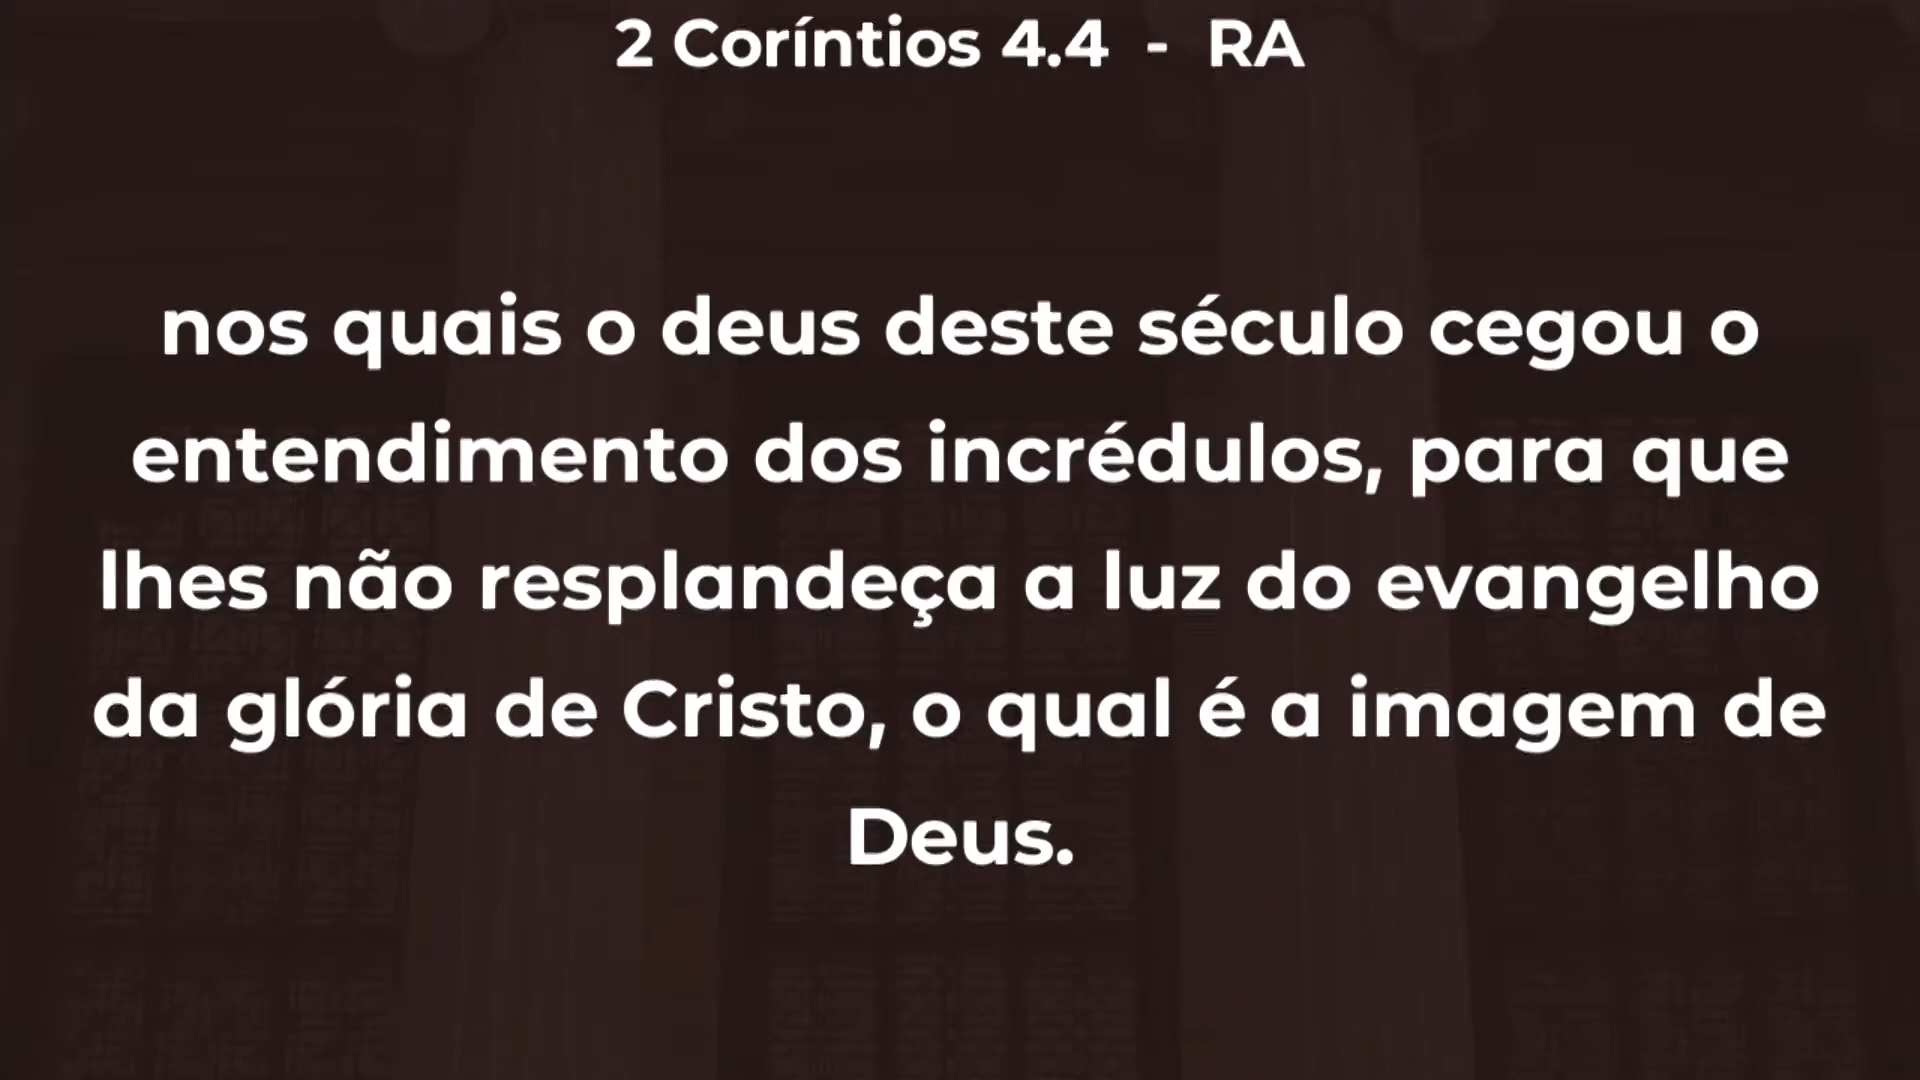 2 Coríntios 4.4 - RA
nos quais o deus deste século cegou o
entendimento dos incrédulos, para que
lhes não resplandeça a luz do evangelho
da glória de Cristo, o qual é a imagem de
Deus.